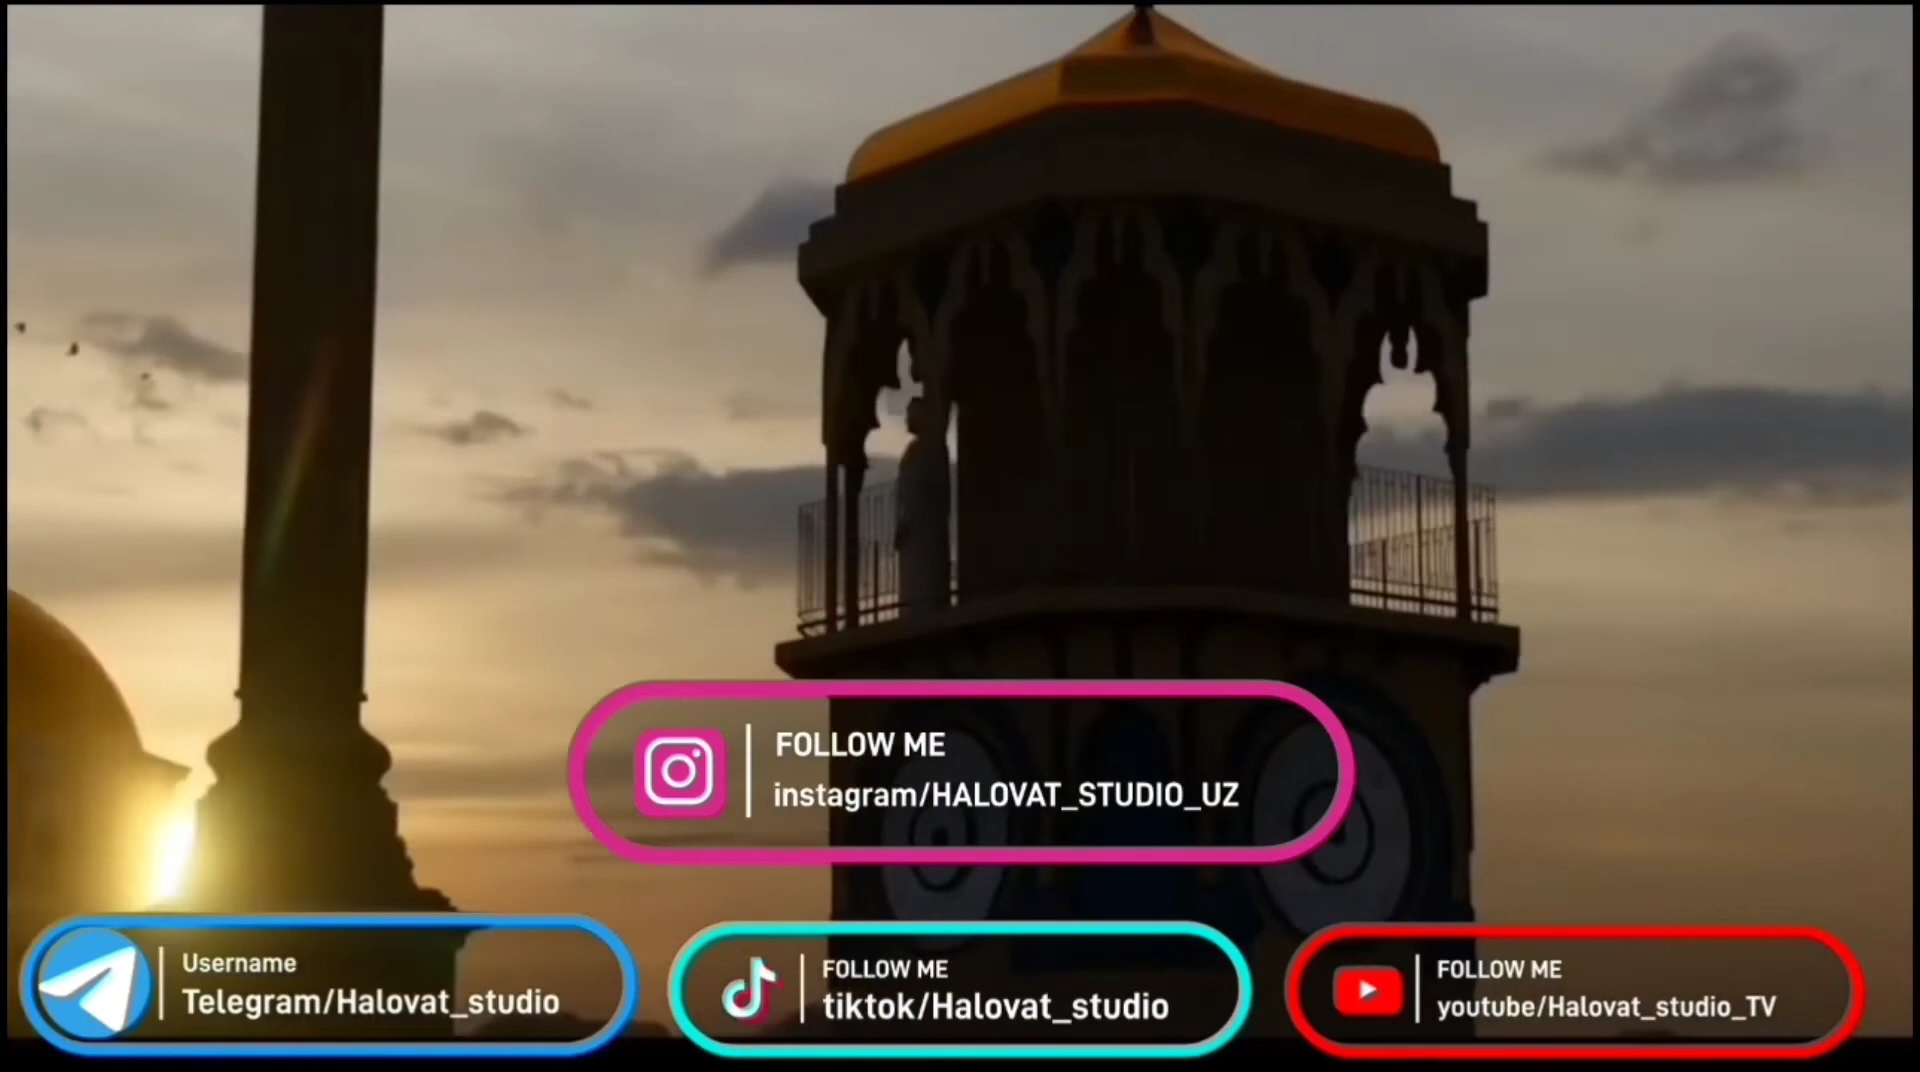 FOLLOW ME
instagram/HALOVAT_STUDIO_UZ
Username
Telegram/Halovat_studio
FOLLOW ME
tiktok/Halovat_studio
FOLLOW ME
youtube/Halovat_studio_TV